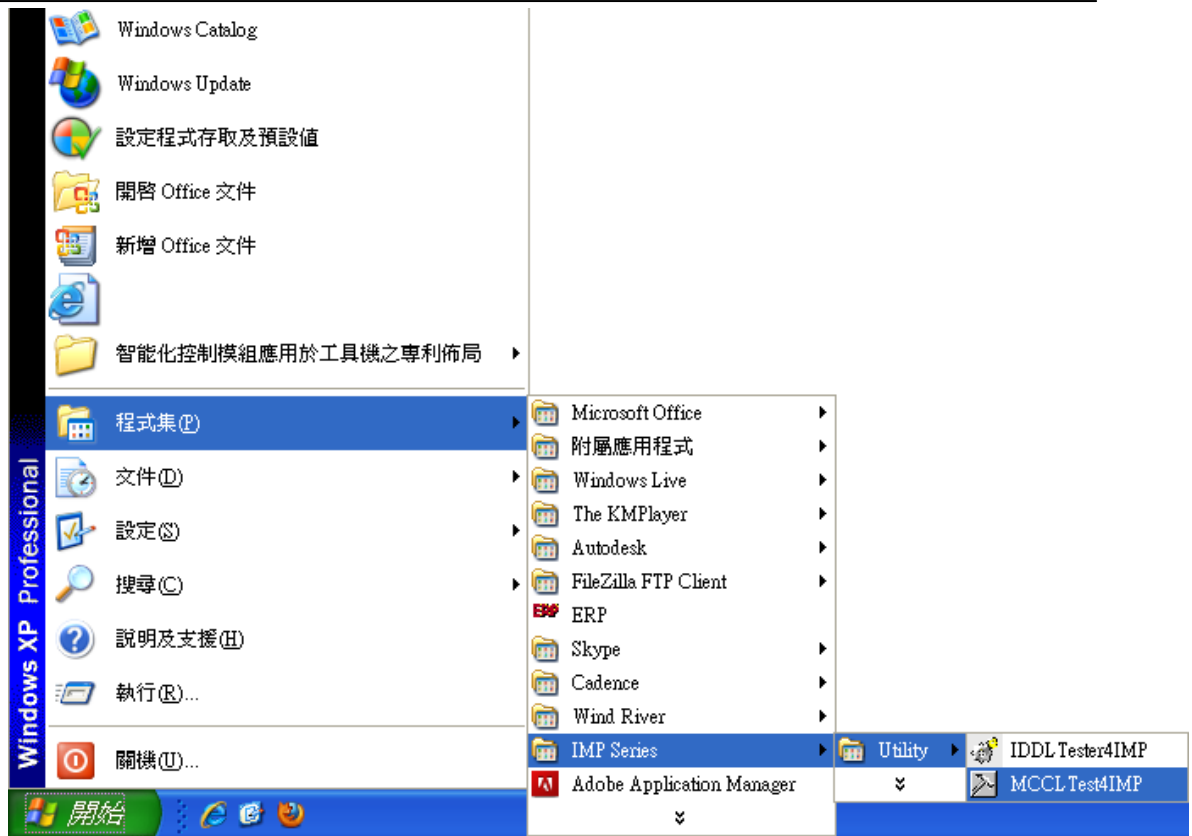 Windows Catalog
Windows Update
設定程式存取及預設值
開啓 Office 文件
新增 Office 文件
智能化控制模組應用於工具機之專利佈局
程式集(P)
文件(D)
設定(S)
搜尋(C)
說明及支援(H)
執行(R)...
關機(U)...
Windows XP Professional
開始
Microsoft Office
附屬應用程式
Windows Live
The KMPlayer
Autodesk
FileZilla FTP Client
ERP
ERP
Skype
Cadence
Wind River
IMP Series
Adobe Application Manager
Utility
IDDLTester4IMP
MCCLTest4IMP